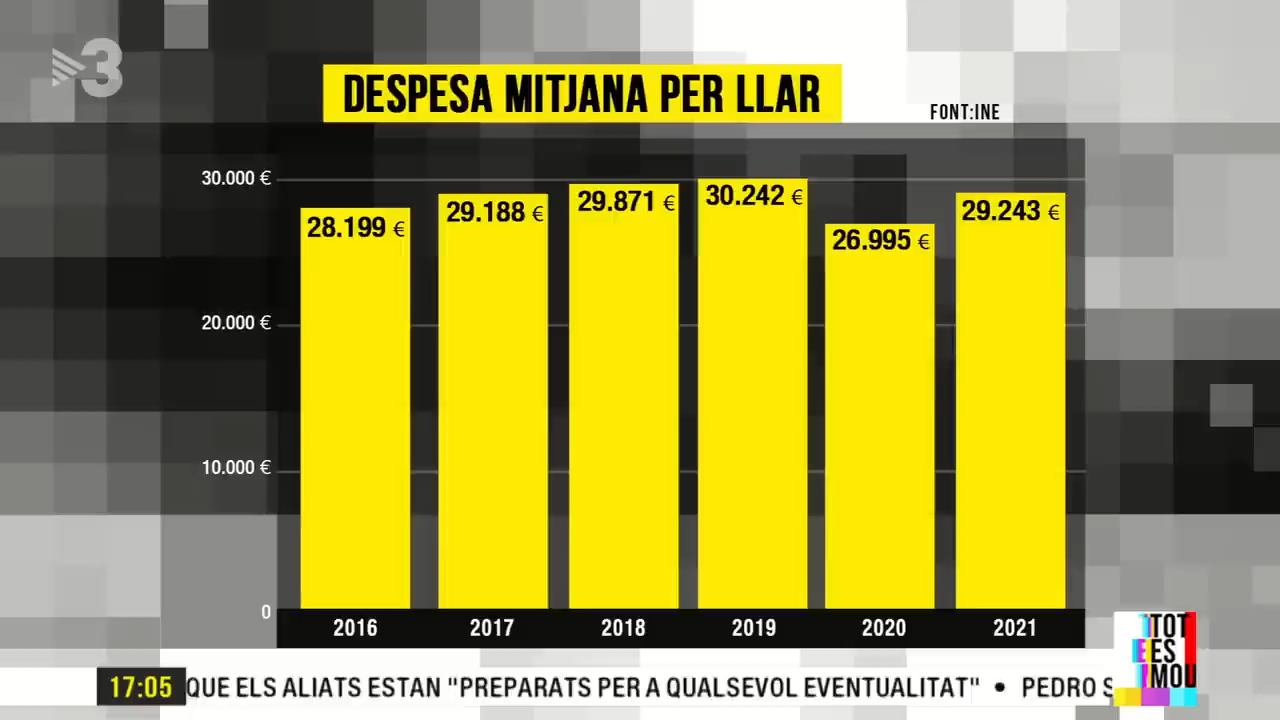 3
DESPESA MITJANA PER LLAR
FONT:INE
30.000 €
20.000 €
10.000 €
0
28.199 €
29.188 €
29.871 €
30.242 €
26.995 €
29.243 €
2016 2017 2018 2019 2020 2021
17:05 QUE ELS ALIATS ESTAN "PREPARATS PER A QUALSEVOL EVENTUALITAT" • PEDRO S
TOT
ES
MOU